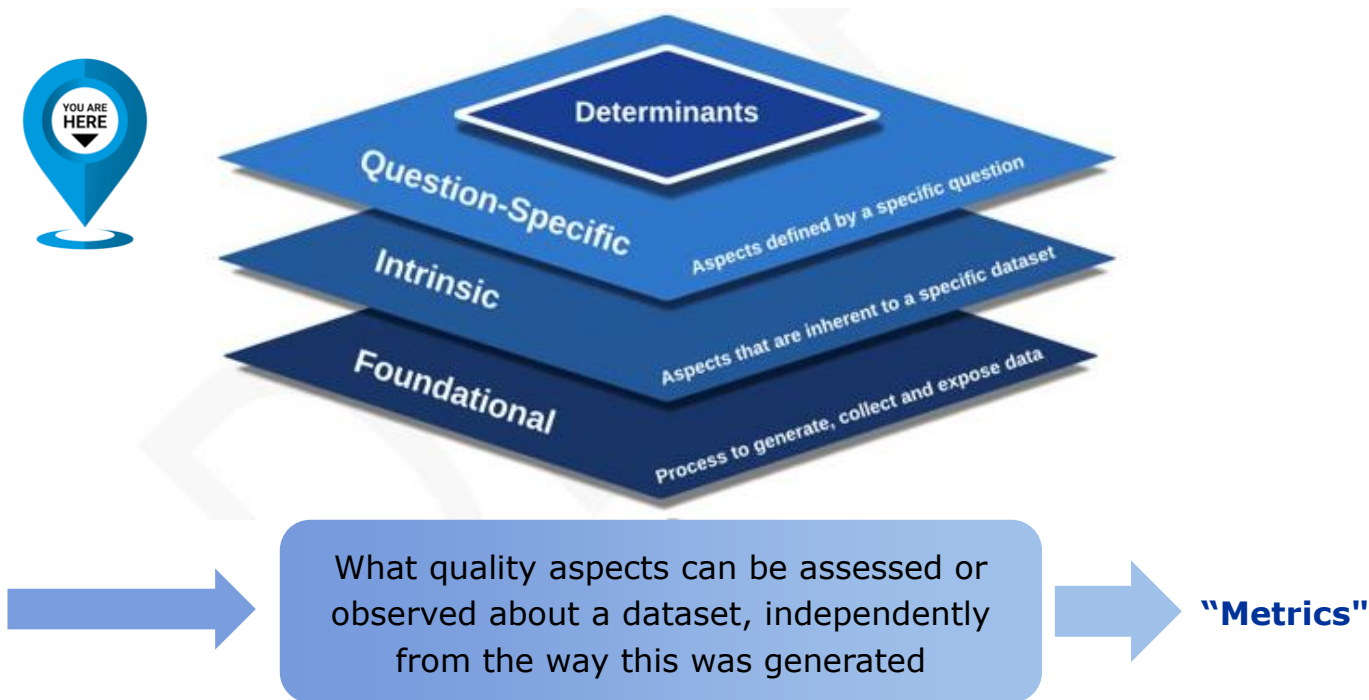 YOU ARE
HERE
Determinants
Question-Specific
Aspects defined by a specific question
Intrinsic
Aspects that are inherent to a specific dataset
Foundational
Process to generate, collect and expose data
What quality aspects can be assessed or
observed about a dataset, independently
from the way this was generated
“Metrics"